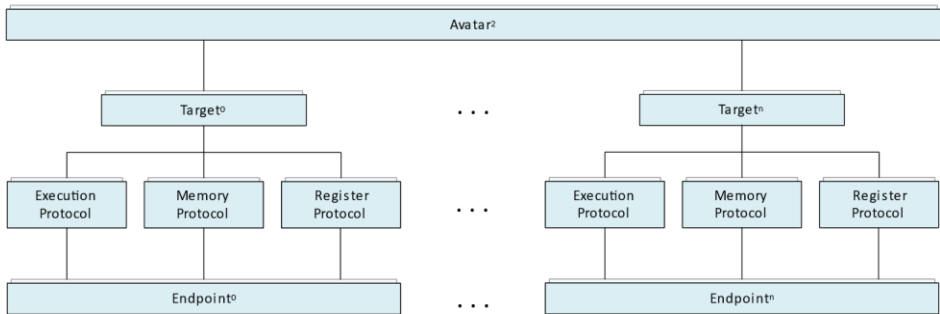 Avatar²
Target⁰ ... Targetⁿ
Execution Protocol Memory Protocol Register Protocol ... Execution Protocol Memory Protocol Register Protocol
Endpoint⁰ ... Endpointⁿ